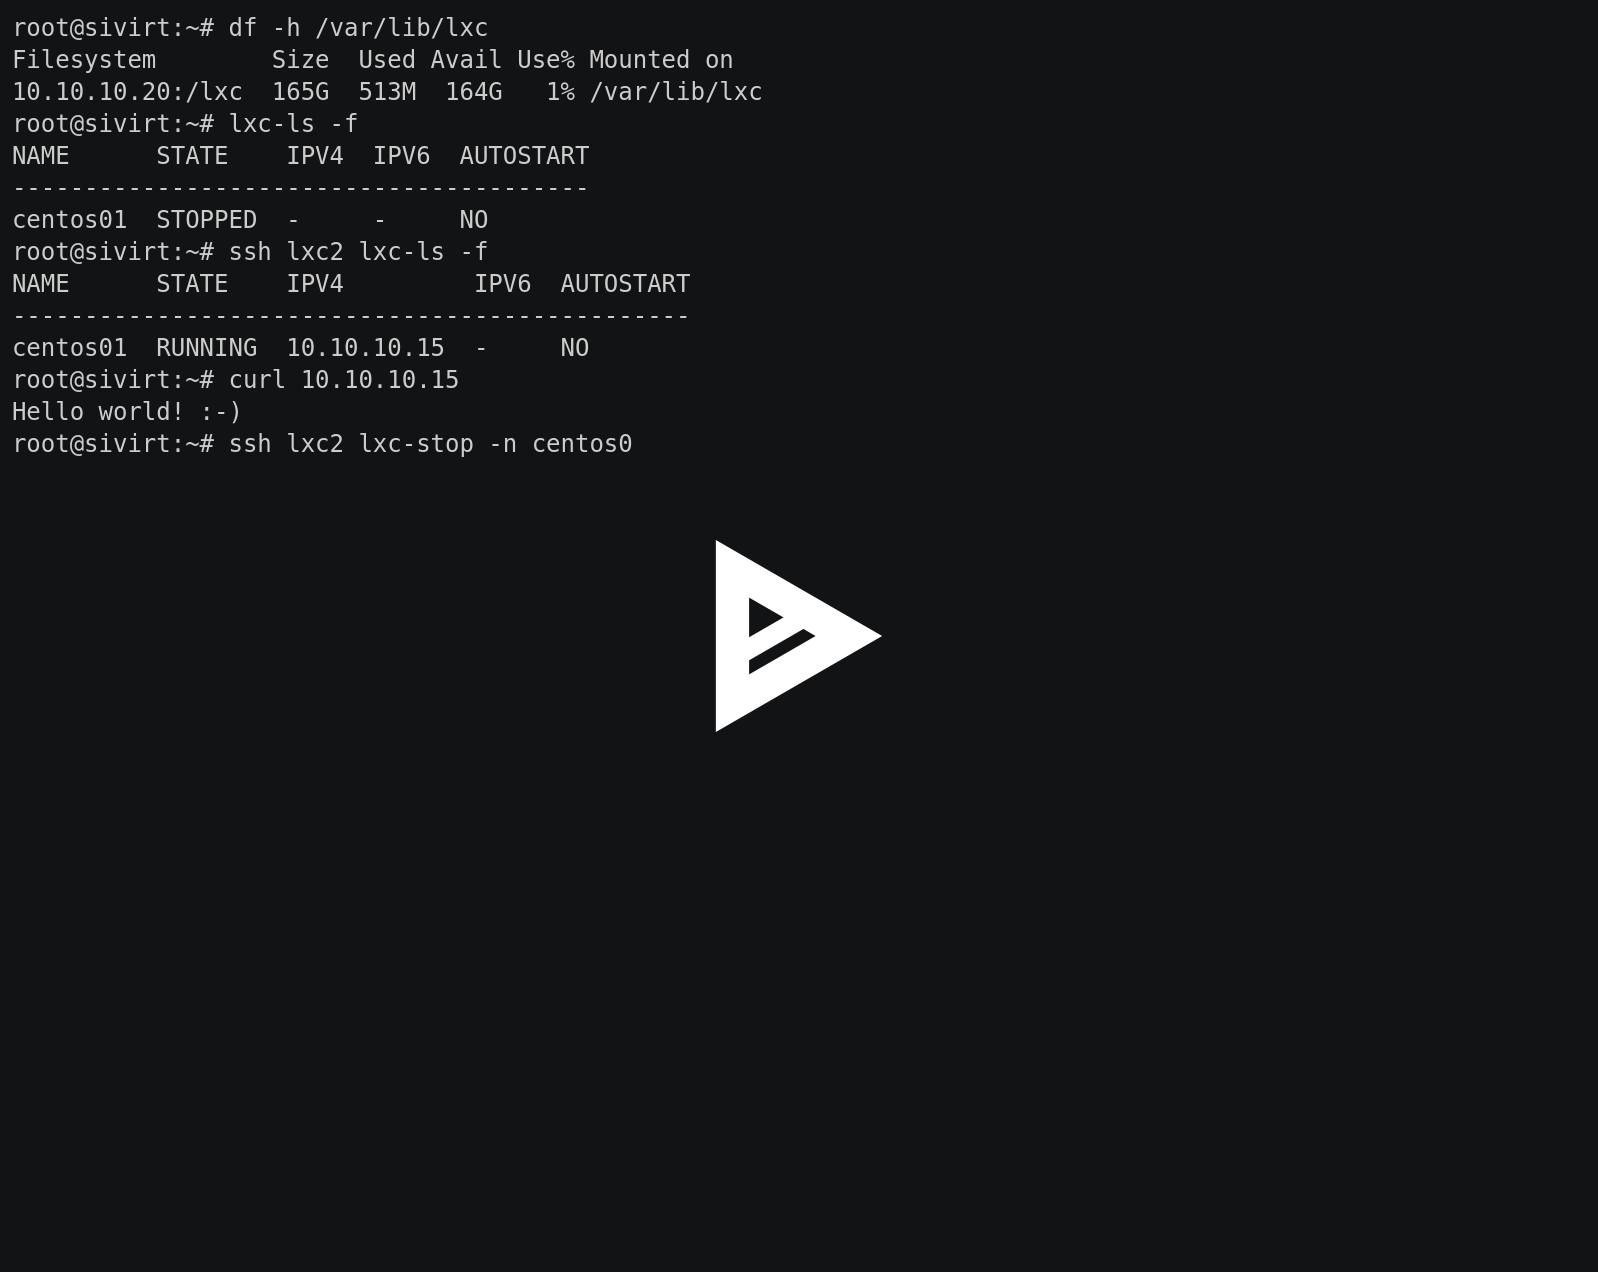 root@sivirt:~# df -h /var/lib/lxc
Filesystem        Size  Used Avail Use% Mounted on
10.10.10.20:/lxc  165G  513M  164G   1% /var/lib/lxc
root@sivirt:~# lxc-ls -f
NAME      STATE    IPV4  IPV6  AUTOSTART
----------------------------------------
centos01  STOPPED  -     -     NO
root@sivirt:~# ssh lxc2 lxc-ls -f
NAME      STATE    IPV4         IPV6  AUTOSTART
-----------------------------------------------
centos01  RUNNING  10.10.10.15  -     NO
root@sivirt:~# curl 10.10.10.15
Hello world! :-)
root@sivirt:~# ssh lxc2 lxc-stop -n centos0